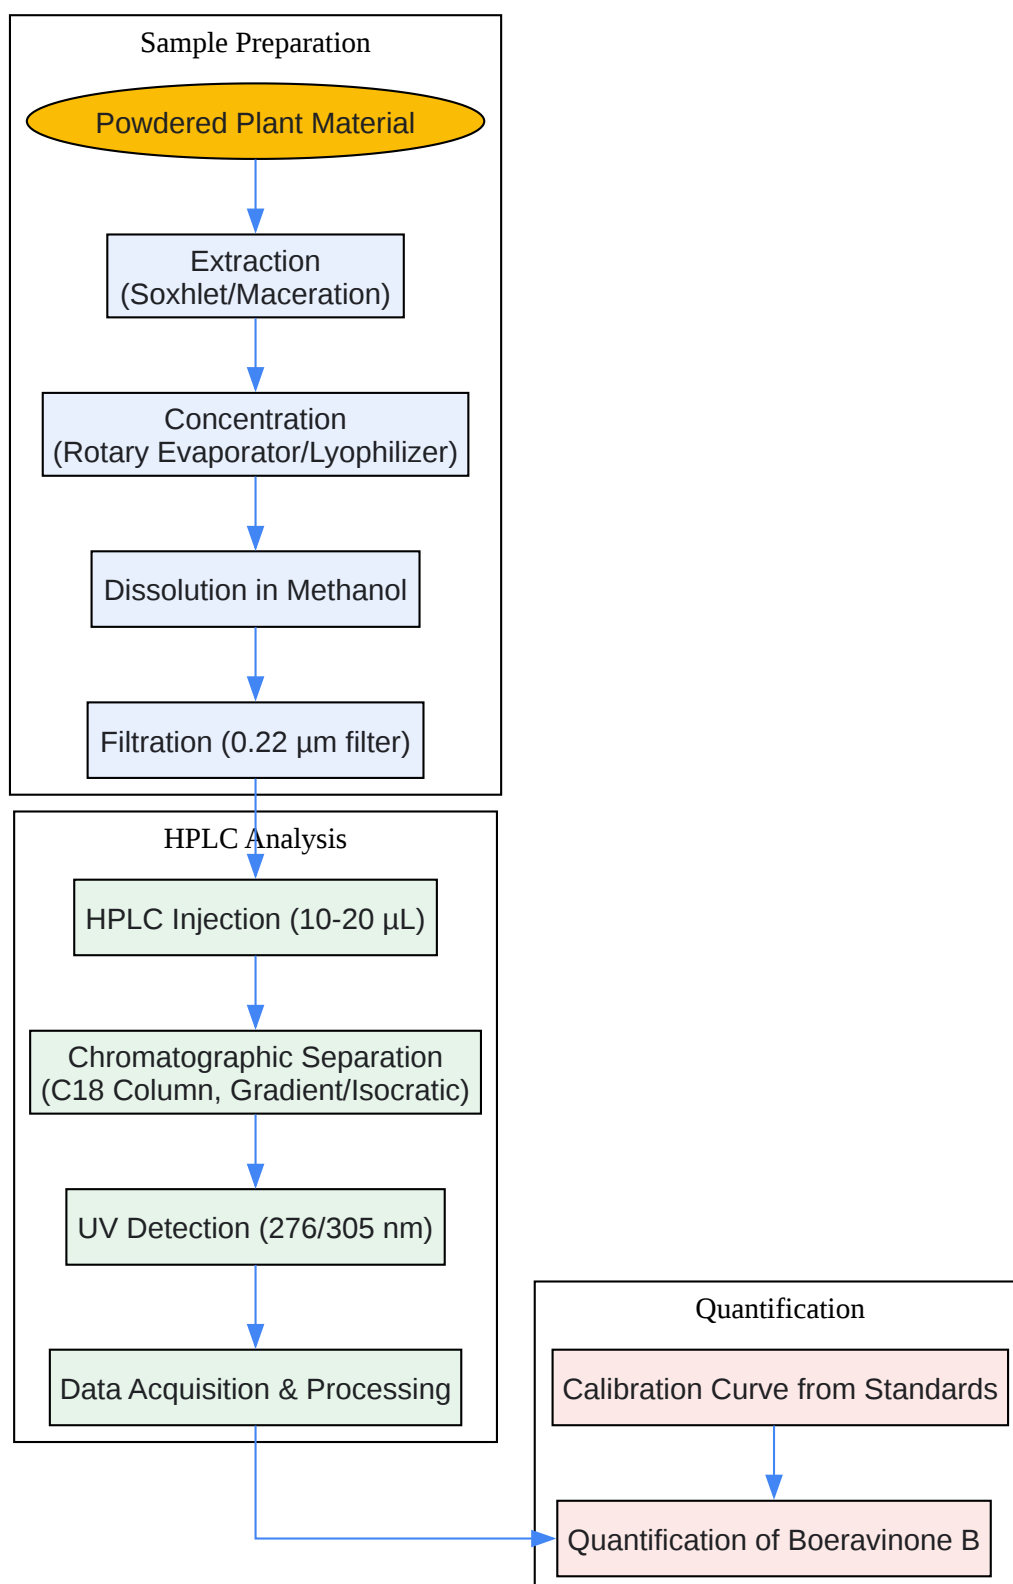 Sample Preparation
Powdered Plant Material
Extraction
(Soxhlet/Maceration)
Concentration
(Rotary Evaporator/Lyophilizer)
Dissolution in Methanol
Filtration (0.22 µm filter)
HPLC Analysis
HPLC Injection (10-20 µL)
Chromatographic Separation
(C18 Column, Gradient/Isocratic)
UV Detection (276/305 nm)
Data Acquisition & Processing
Quantification
Calibration Curve from Standards
Quantification of Boeravinone B